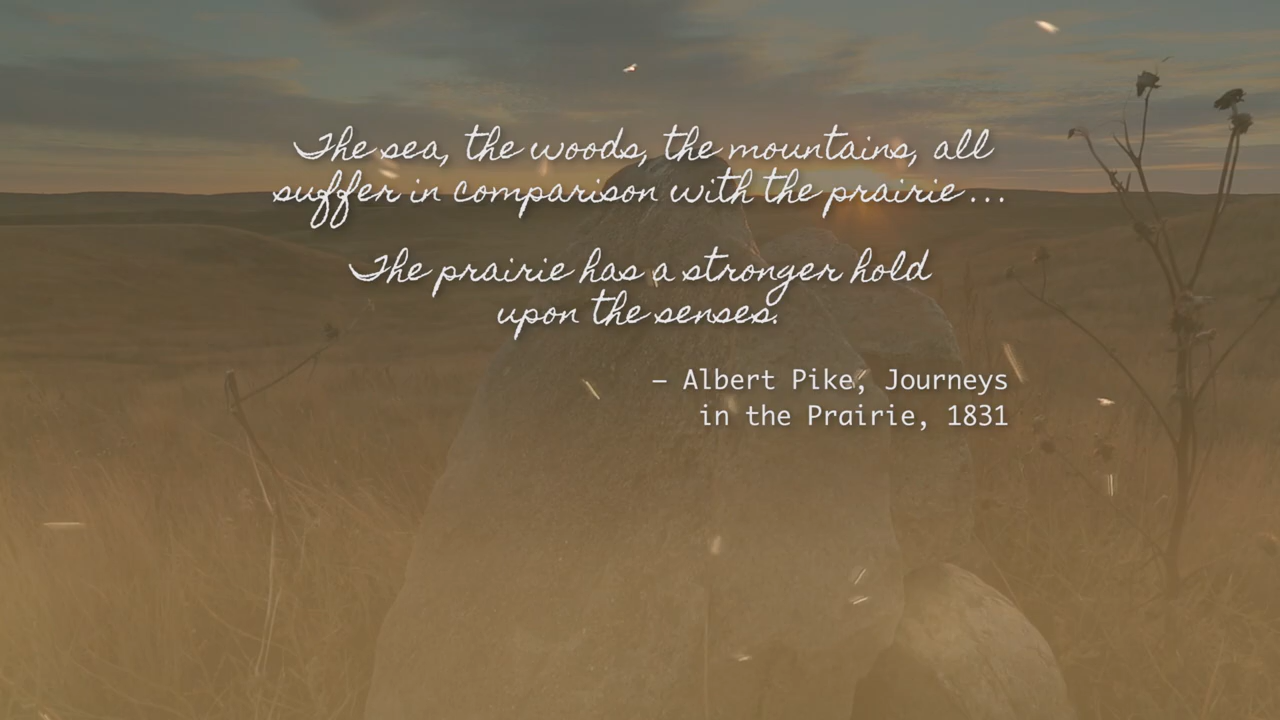 The sea, the woods, the mountains, all
suffer in comparison with the prairie...
The prairie has a stronger hold
upon the senses.
– Albert Pike, Journeys
in the Prairie, 1831